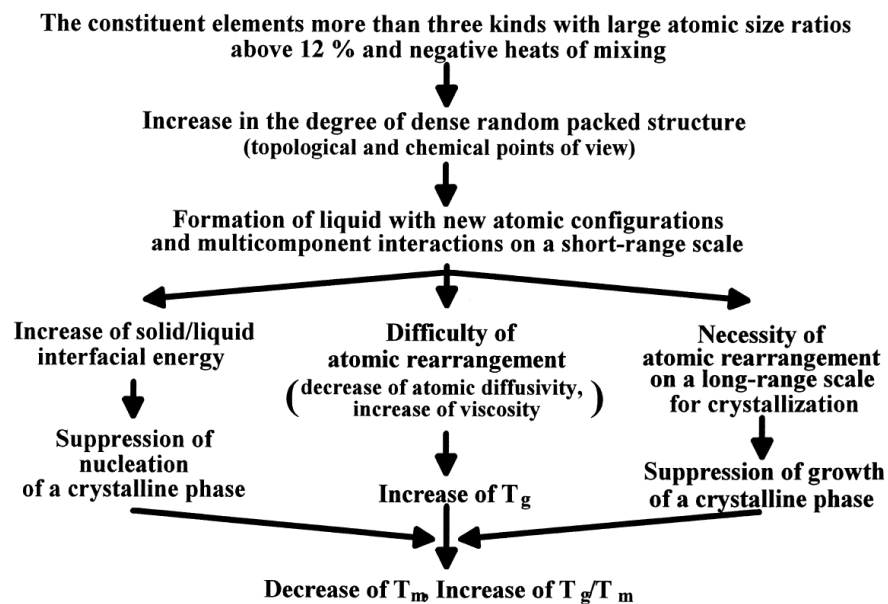 The constituent elements more than three kinds with large atomic size ratios
above 12 % and negative heats of mixing
Increase in the degree of dense random packed structure
(topological and chemical points of view)
Formation of liquid with new atomic configurations
and multicomponent interactions on a short-range scale
Increase of solid/liquid
interfacial energy
Suppression of
nucleation
of a crystalline phase
Difficulty of
atomic rearrangement
(decrease of atomic diffusivity,
increase of viscosity)
Increase of Tg
Necessity of
atomic rearrangement
on a long-range scale
for crystallization
Suppression of growth
of a crystalline phase
Decrease of Tm, Increase of Tg/Tm